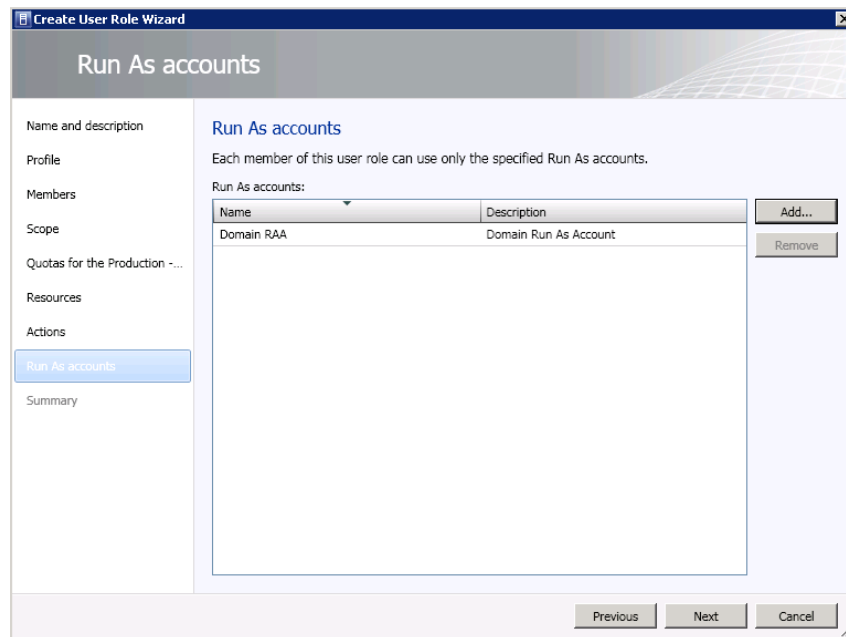 Create User Role Wizard
Run As accounts
Name and description
Profile
Members
Scope
Quotas for the Production -...
Resources
Actions
Run As accounts
Summary
Run As accounts
Each member of this user role can use only the specified Run As accounts.
Run As accounts:
Name Description
Domain RAA Domain Run As Account
Add...
Remove
Previous Next Cancel